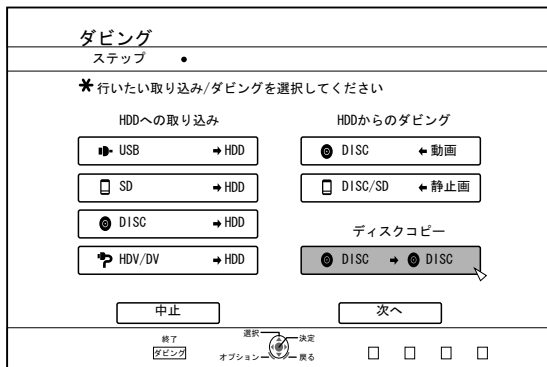 ダビング
ステップ
行いたい取り込み/ダビングを選択してください
HDDへの取り込み
USB → HDD
SD → HDD
DISC → HDD
HDV/DV → HDD
HDDからのダビング
DISC ← 動画
DISC/SD ← 静止画
ディスクコピー
DISC → DISC
中止
次へ
終了
ダビング
選択
決定
オプション
戻る